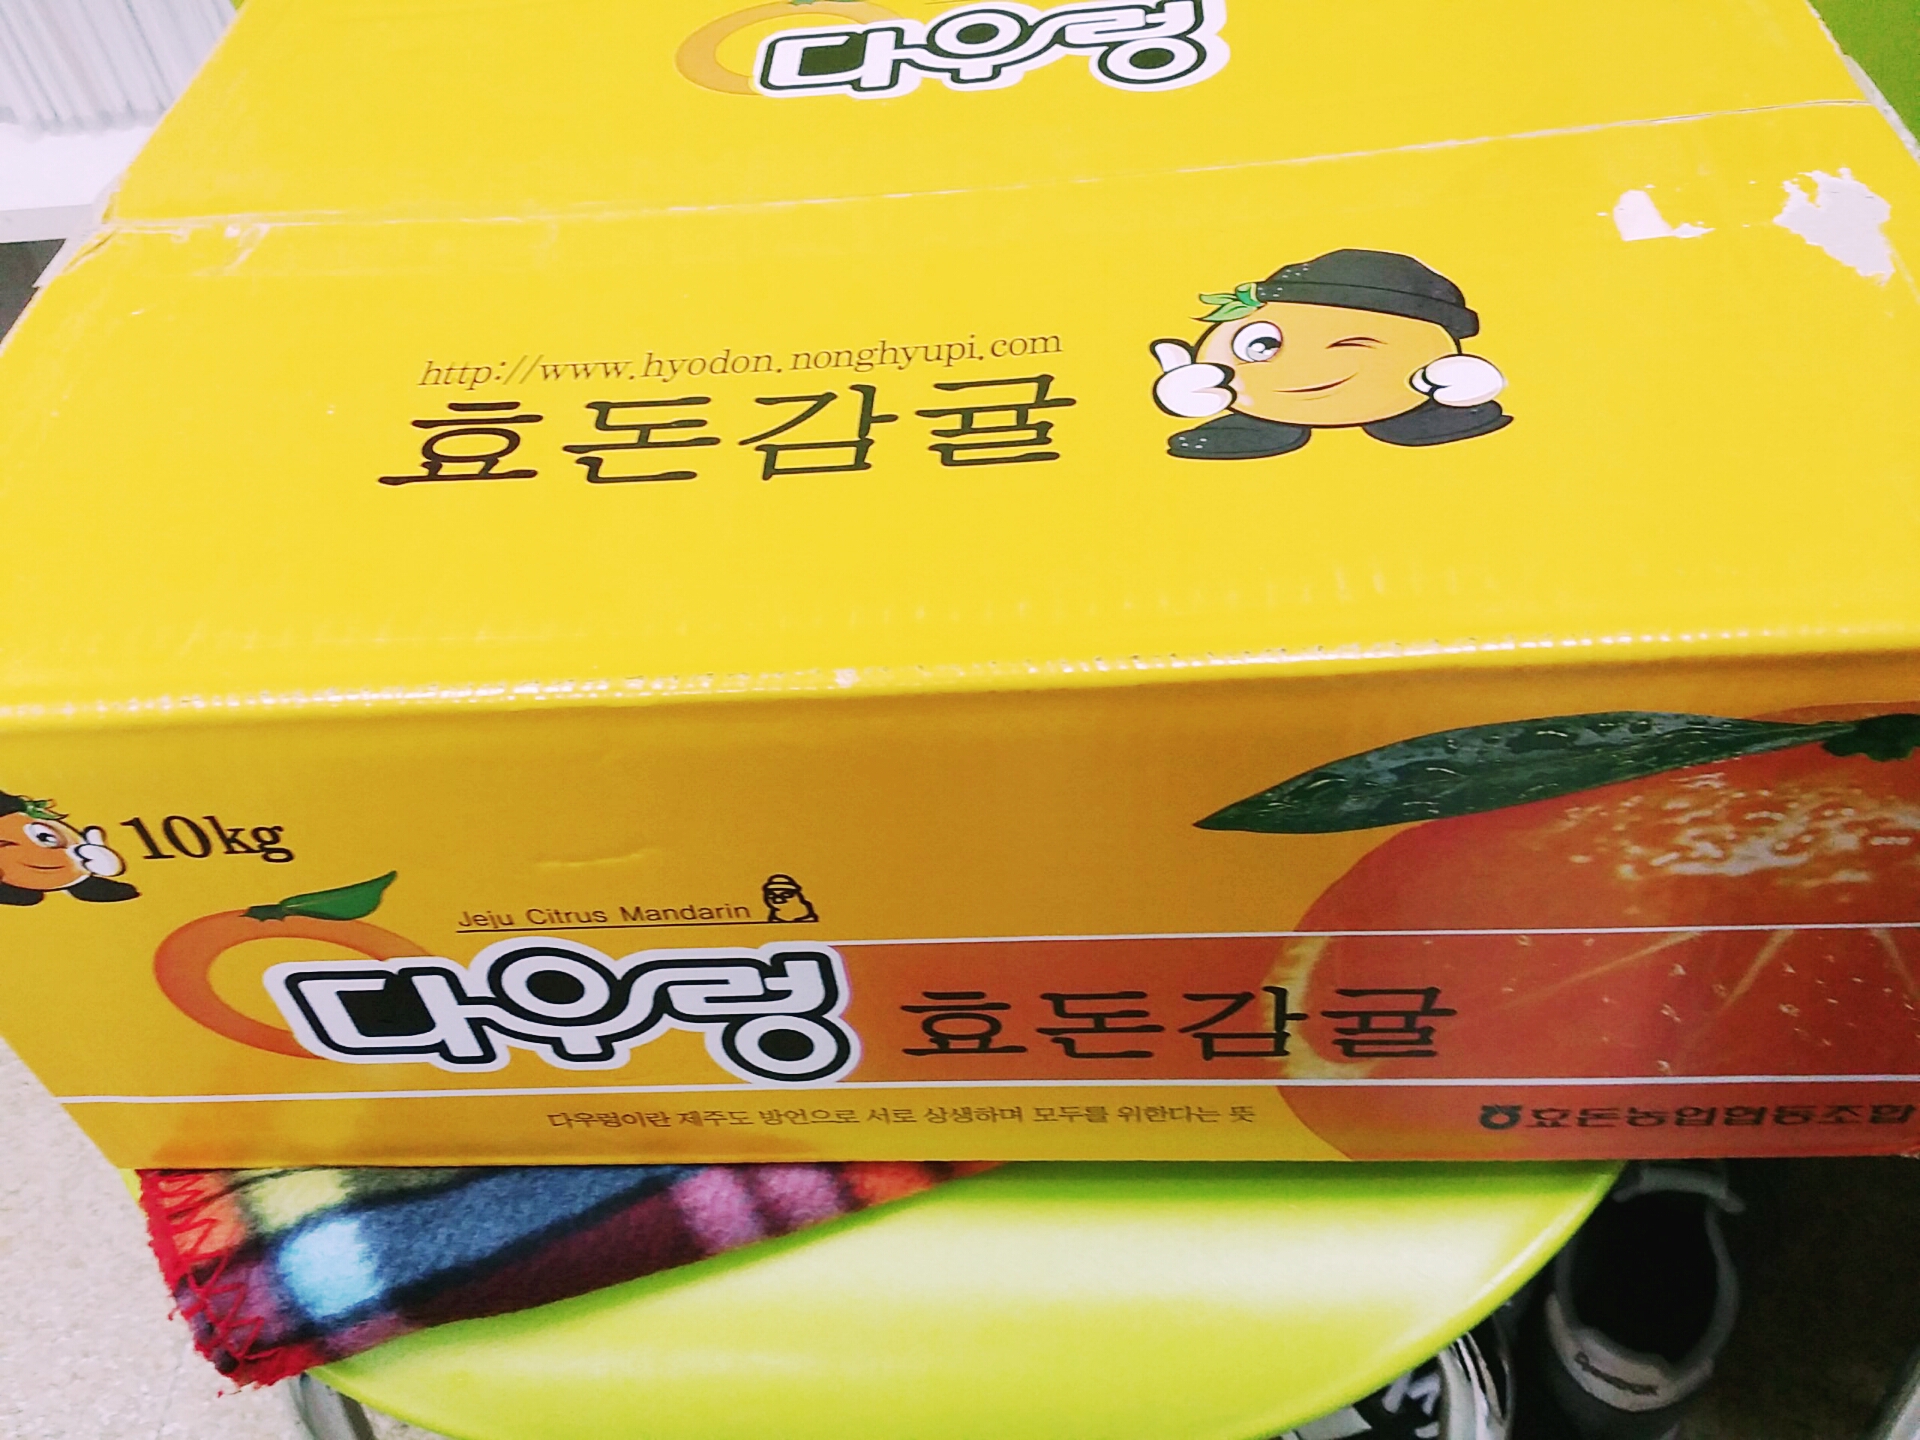 다우렁
http://www.hyodon.nonghyupi.com
효돈감귤
10kg
Jeju Citrus Mandarin
다우렁 효돈감귤
다우렁이란 제주도 방언으로 서로 상생하며 모두를 위한다는 뜻
효돈농업협동조합